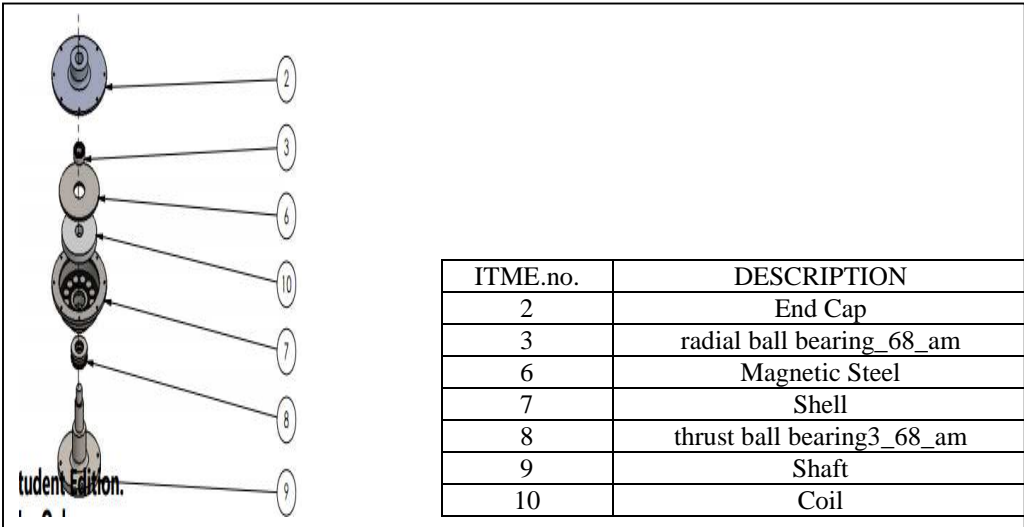 2
3
6
10
7
8
9
tudent Edition.
ITME.no. DESCRIPTION
2 End Cap
3 radial ball bearing_68_am
6 Magnetic Steel
7 Shell
8 thrust ball bearing3_68_am
9 Shaft
10 Coil